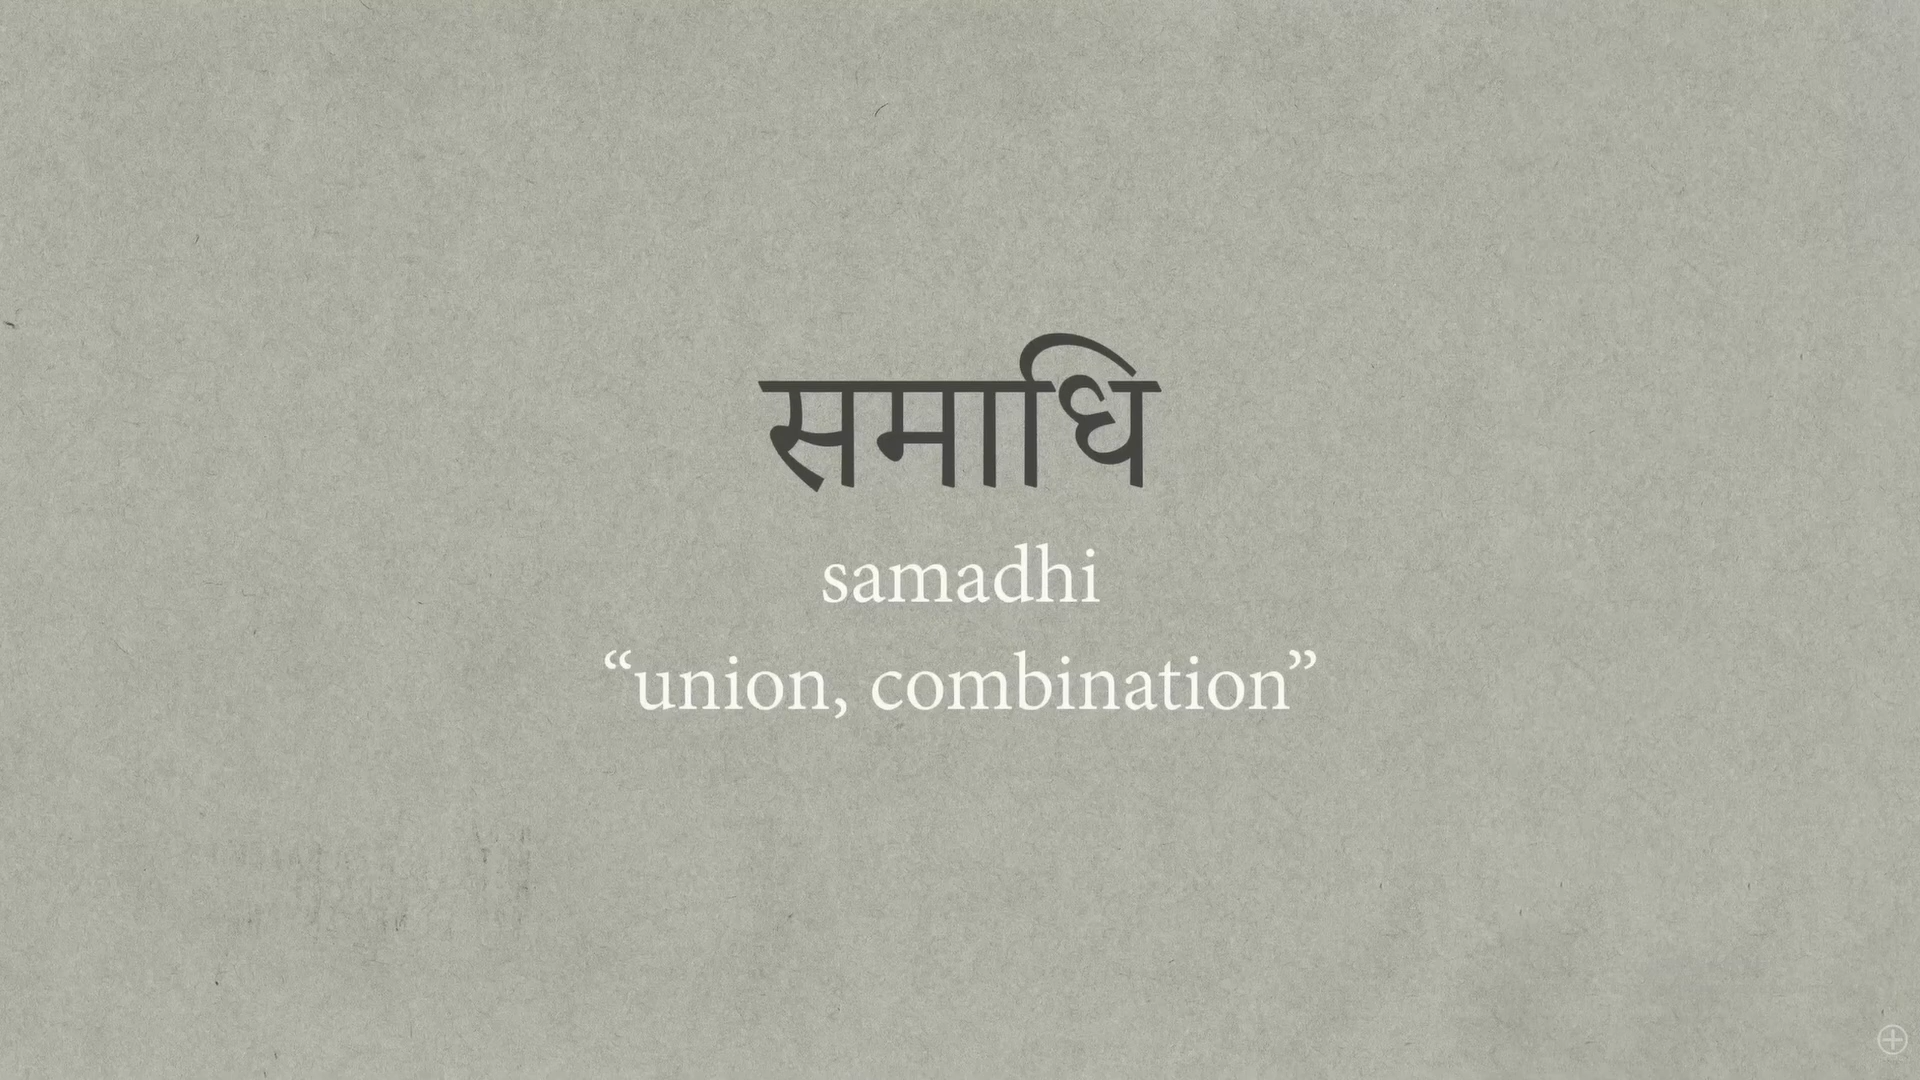 समाधि
samadhi
“union, combination”